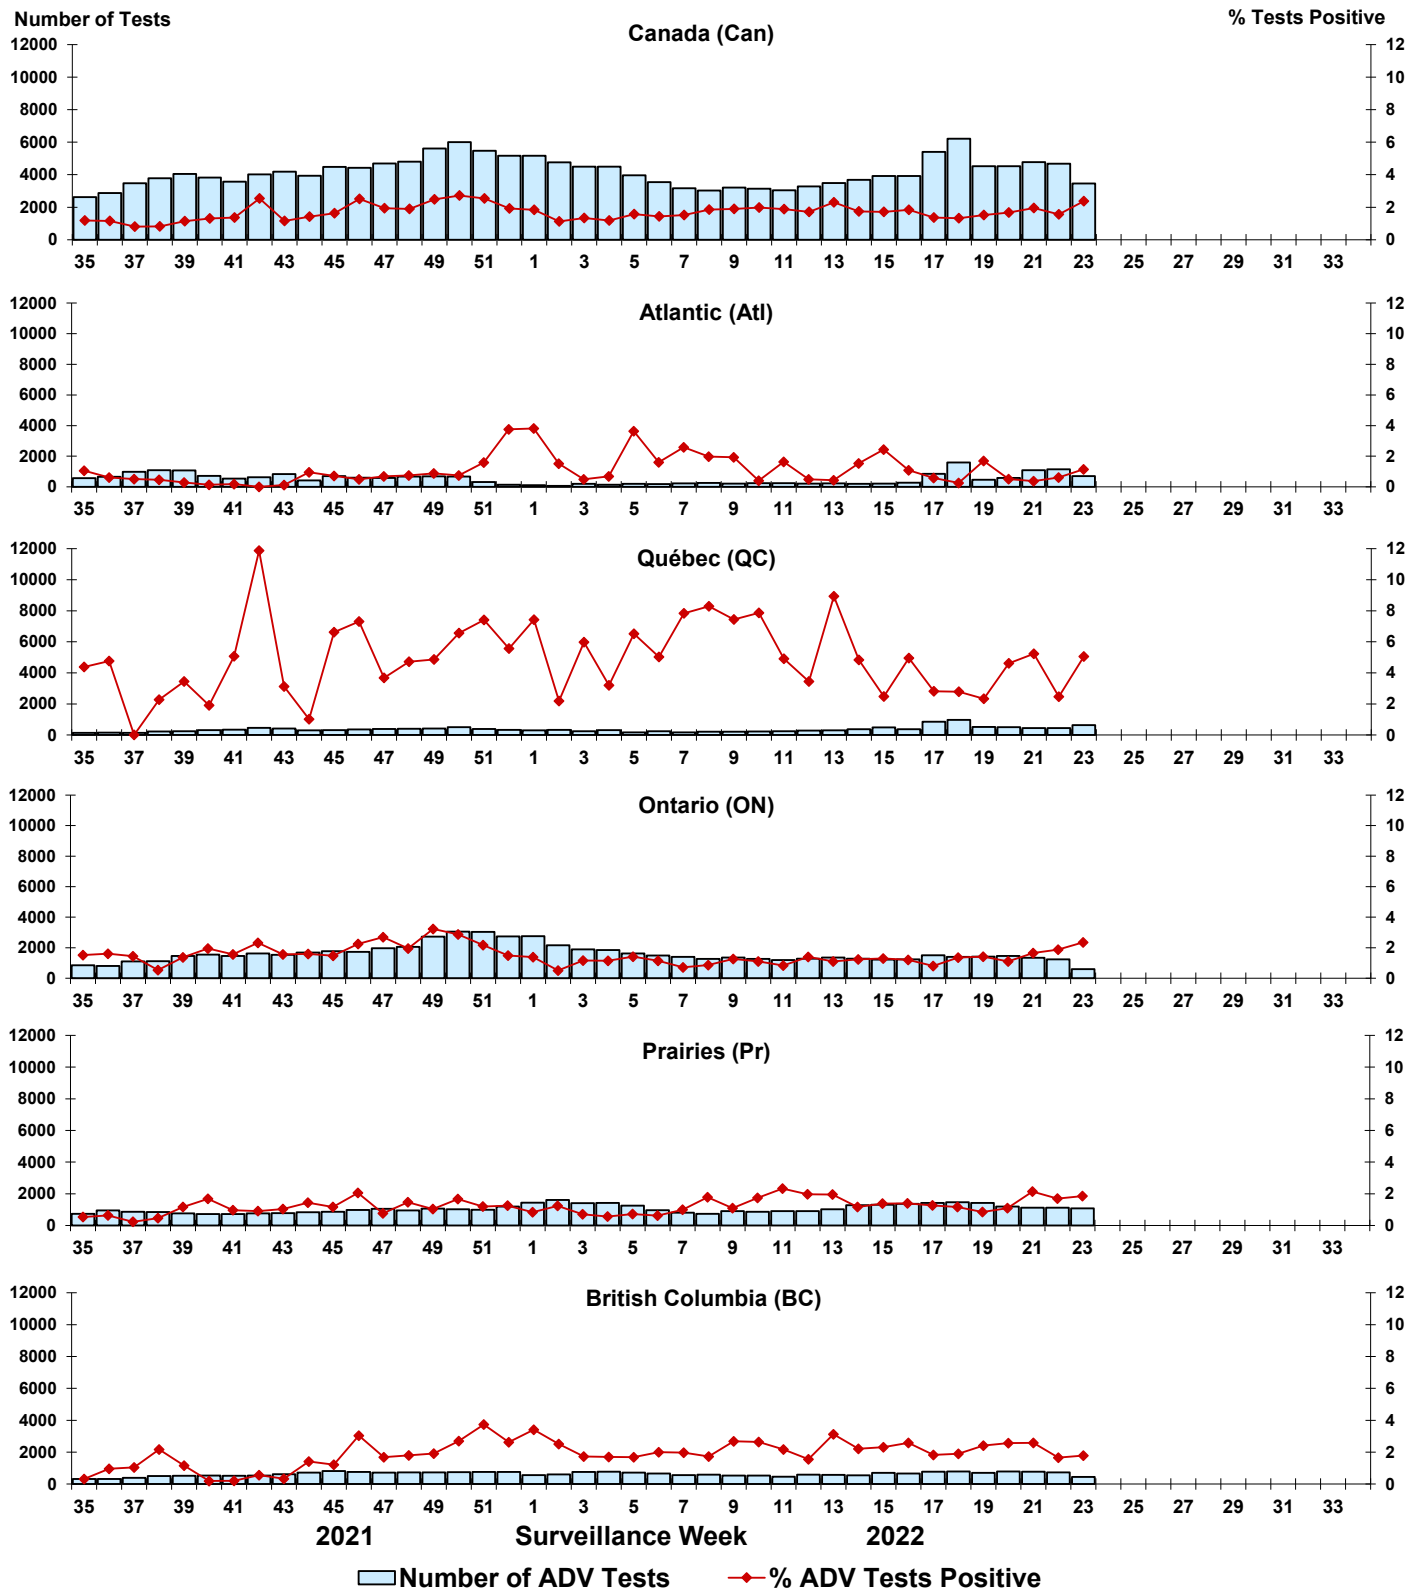 Number of Tests % Tests Positive
Canada (Can)
12000 12
10000 10
8000 8
6000 6
4000 4
2000 2
0 0
35 37 39 41 43 45 47 49 51 1 3 5 7 9 11 13 15 17 19 21 23 25 27 29 31 33
Atlantic (Atl)
12000 12
10000 10
8000 8
6000 6
4000 4
2000 2
0 0
35 37 39 41 43 45 47 49 51 1 3 5 7 9 11 13 15 17 19 21 23 25 27 29 31 33
Québec (QC)
12000 12
10000 10
8000 8
6000 6
4000 4
2000 2
0 0
35 37 39 41 43 45 47 49 51 1 3 5 7 9 11 13 15 17 19 21 23 25 27 29 31 33
Ontario (ON)
12000 12
10000 10
8000 8
6000 6
4000 4
2000 2
0 0
35 37 39 41 43 45 47 49 51 1 3 5 7 9 11 13 15 17 19 21 23 25 27 29 31 33
Prairies (Pr)
12000 12
10000 10
8000 8
6000 6
4000 4
2000 2
0 0
35 37 39 41 43 45 47 49 51 1 3 5 7 9 11 13 15 17 19 21 23 25 27 29 31 33
British Columbia (BC)
12000 12
10000 10
8000 8
6000 6
4000 4
2000 2
0 0
35 37 39 41 43 45 47 49 51 1 3 5 7 9 11 13 15 17 19 21 23 25 27 29 31 33
2021 Surveillance Week 2022
Number of ADV Tests % ADV Tests Positive